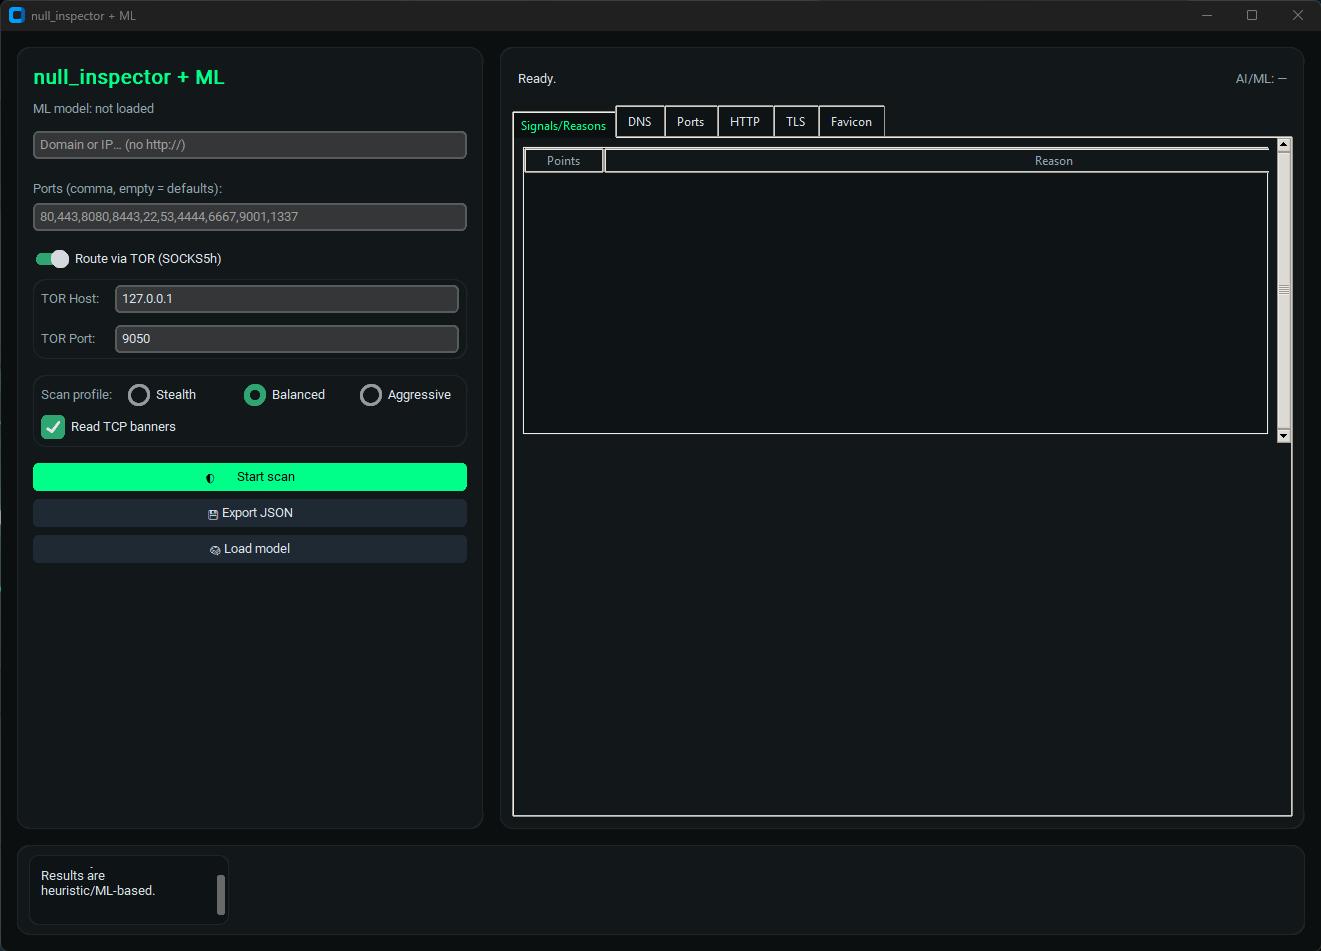 null_inspector + ML
null_inspector + ML
ML model: not loaded
Domain or IP... (no http://)
Ports (comma, empty = defaults):
80,443,8080,8443,22,53,4444,6667,9001,1337
Route via TOR (SOCKS5h)
TOR Host: 127.0.0.1
TOR Port: 9050
Scan profile: Stealth Balanced Aggressive
Read TCP banners
Start scan
Export JSON
Load model
Ready.
AI/ML: —
Signals/Reasons DNS Ports HTTP TLS Favicon
Points Reason
Results are
heuristic/ML-based.